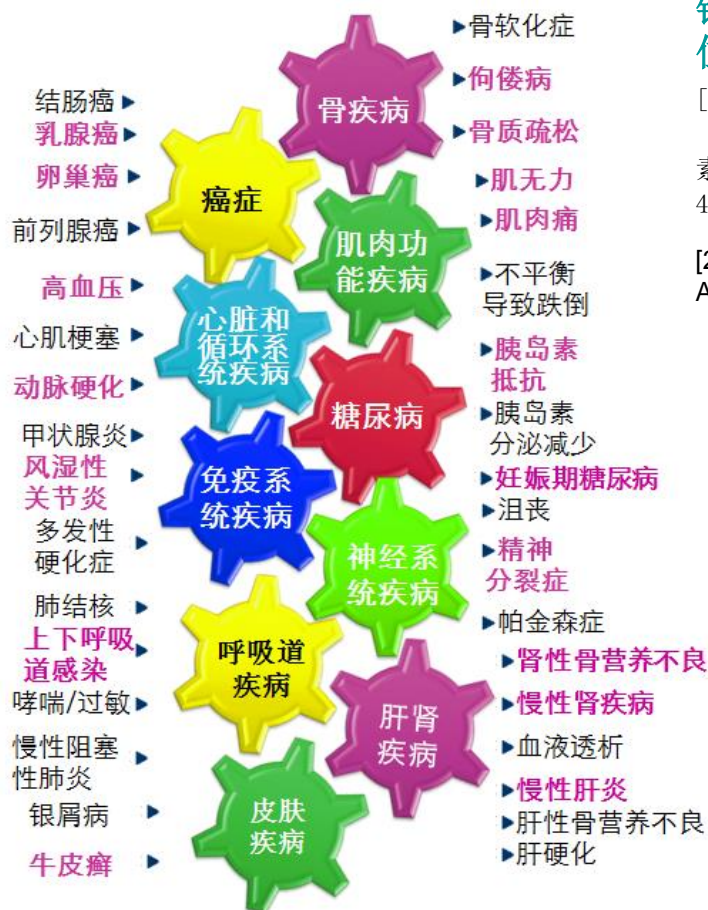 骨疾病
骨软化症
佝偻病
骨质疏松
癌症
结肠癌
乳腺癌
卵巢癌
前列腺癌
肌肉功
能疾病
肌无力
肌肉痛
不平衡
导致跌倒
心脏和
循环系
统疾病
高血压
心肌梗塞
动脉硬化
糖尿病
胰岛素
抵抗
胰岛素
分泌减少
妊娠期糖尿病
免疫系
统疾病
甲状腺炎
风湿性
关节炎
多发性
硬化症
神经系
统疾病
沮丧
精神
分裂症
帕金森症
呼吸道
疾病
肺结核
上下呼吸
道感染
哮喘/过敏
慢性阻塞
性肺炎
肝肾
疾病
肾性骨营养不良
慢性肾疾病
血液透析
慢性肝炎
肝性骨营养不良
肝硬化
皮肤
疾病
银屑病
牛皮癣
[
素
4
[2
A